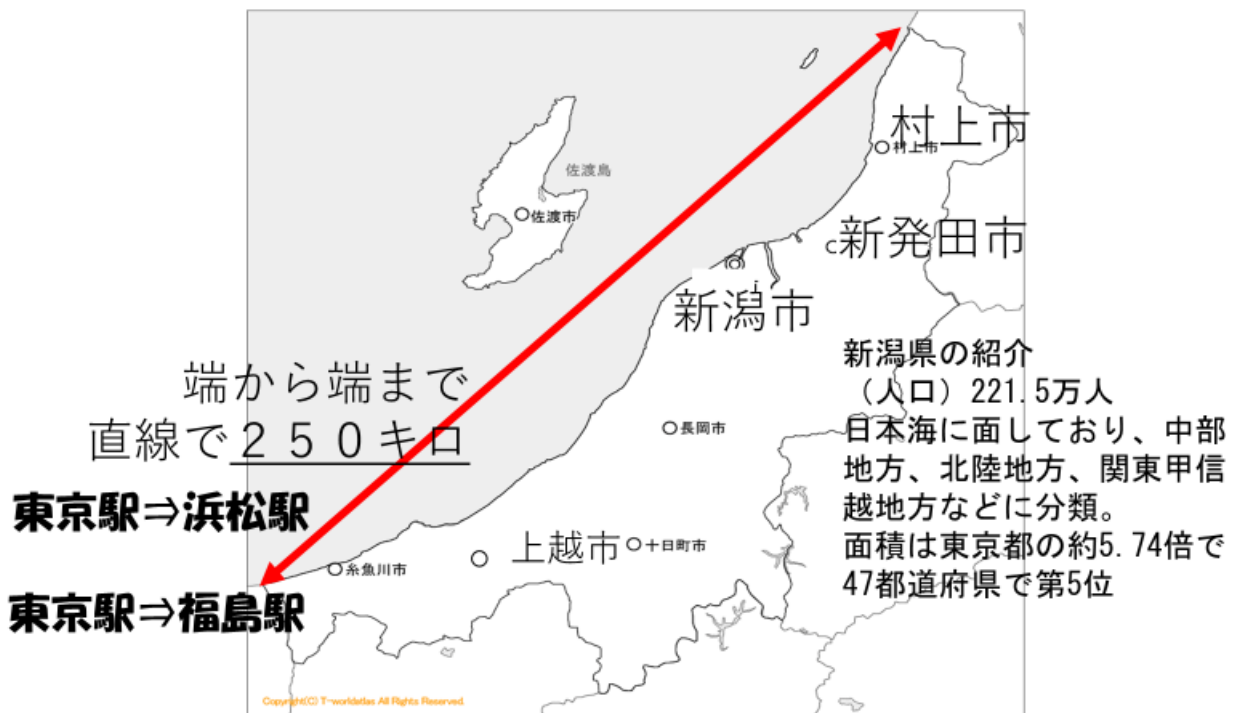 村上市
村上市
佐渡島
佐渡市
c新発田市
新潟市
新潟県の紹介
（人口）221.5万人
日本海に面しており、中部
地方、北陸地方、関東甲信
越地方などに分類。
面積は東京都の約5.74倍で
47都道府県で第5位
端から端まで
直線で２５０キロ
長岡市
東京駅⇒浜松駅
上越市
十日町市
糸魚川市
東京駅⇒福島駅
Copyright(C) T-worldatlas All Rights Reserved.